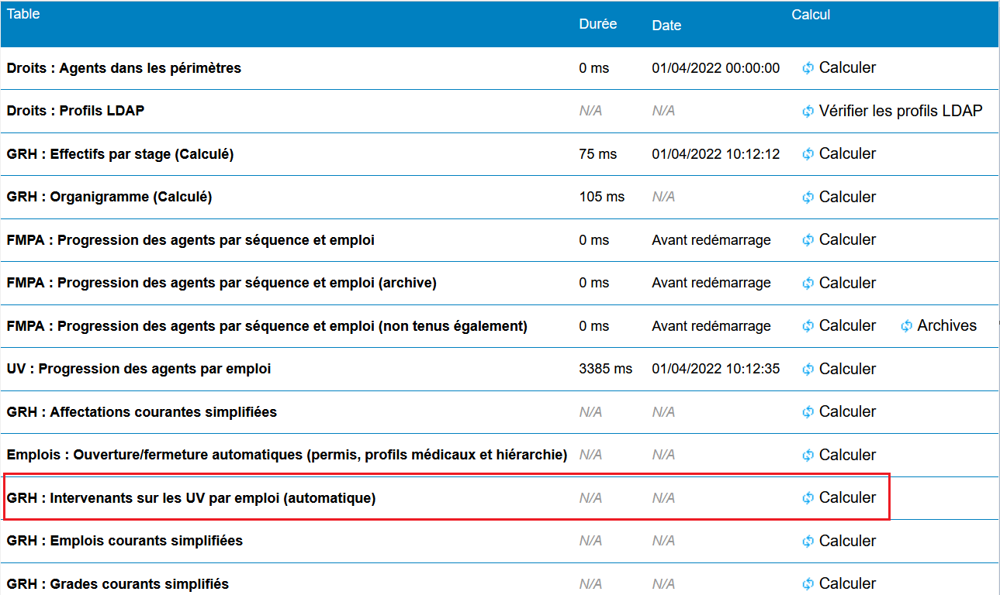 Table Durée Date Calcul
Droits : Agents dans les périmètres 0 ms 01/04/2022 00:00:00 Calculer
Droits : Profils LDAP N/A N/A Vérifier les profils LDAP
GRH : Effectifs par stage (Calculé) 75 ms 01/04/2022 10:12:12 Calculer
GRH : Organigramme (Calculé) 105 ms N/A Calculer
FMPA : Progression des agents par séquence et emploi 0 ms Avant redémarrage Calculer
FMPA : Progression des agents par séquence et emploi (archive) 0 ms Avant redémarrage Calculer
FMPA : Progression des agents par séquence et emploi (non tenus également) 0 ms Avant redémarrage Calculer Archives
UV : Progression des agents par emploi 3385 ms 01/04/2022 10:12:35 Calculer
GRH : Affectations courantes simplifiées N/A N/A Calculer
Emplois : Ouverture/fermeture automatiques (permis, profils médicaux et hiérarchie) N/A N/A Calculer
GRH : Intervenants sur les UV par emploi (automatique) N/A N/A Calculer
GRH : Emplois courants simplifiées N/A N/A Calculer
GRH : Grades courants simplifiés N/A N/A Calculer